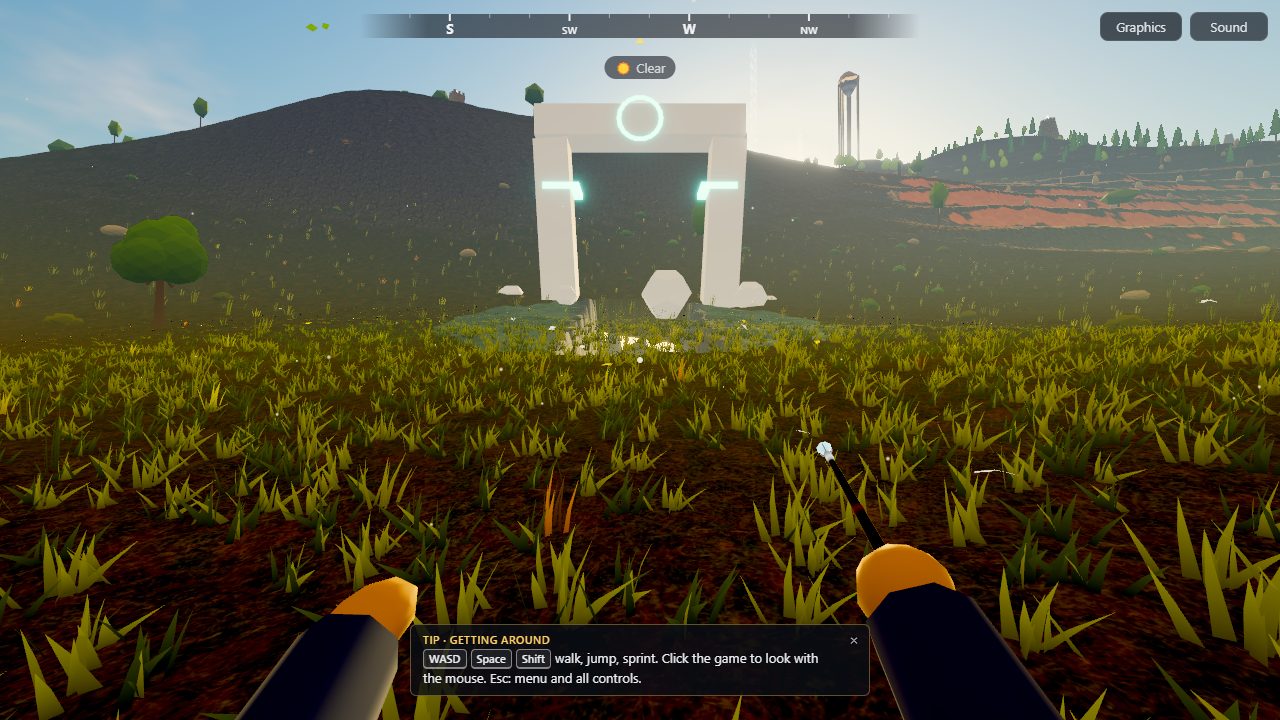 S SW W NW
Clear
Graphics
Sound
TIP · GETTING AROUND
WASD Space Shift walk, jump, sprint. Click the game to look with
the mouse. Esc: menu and all controls.